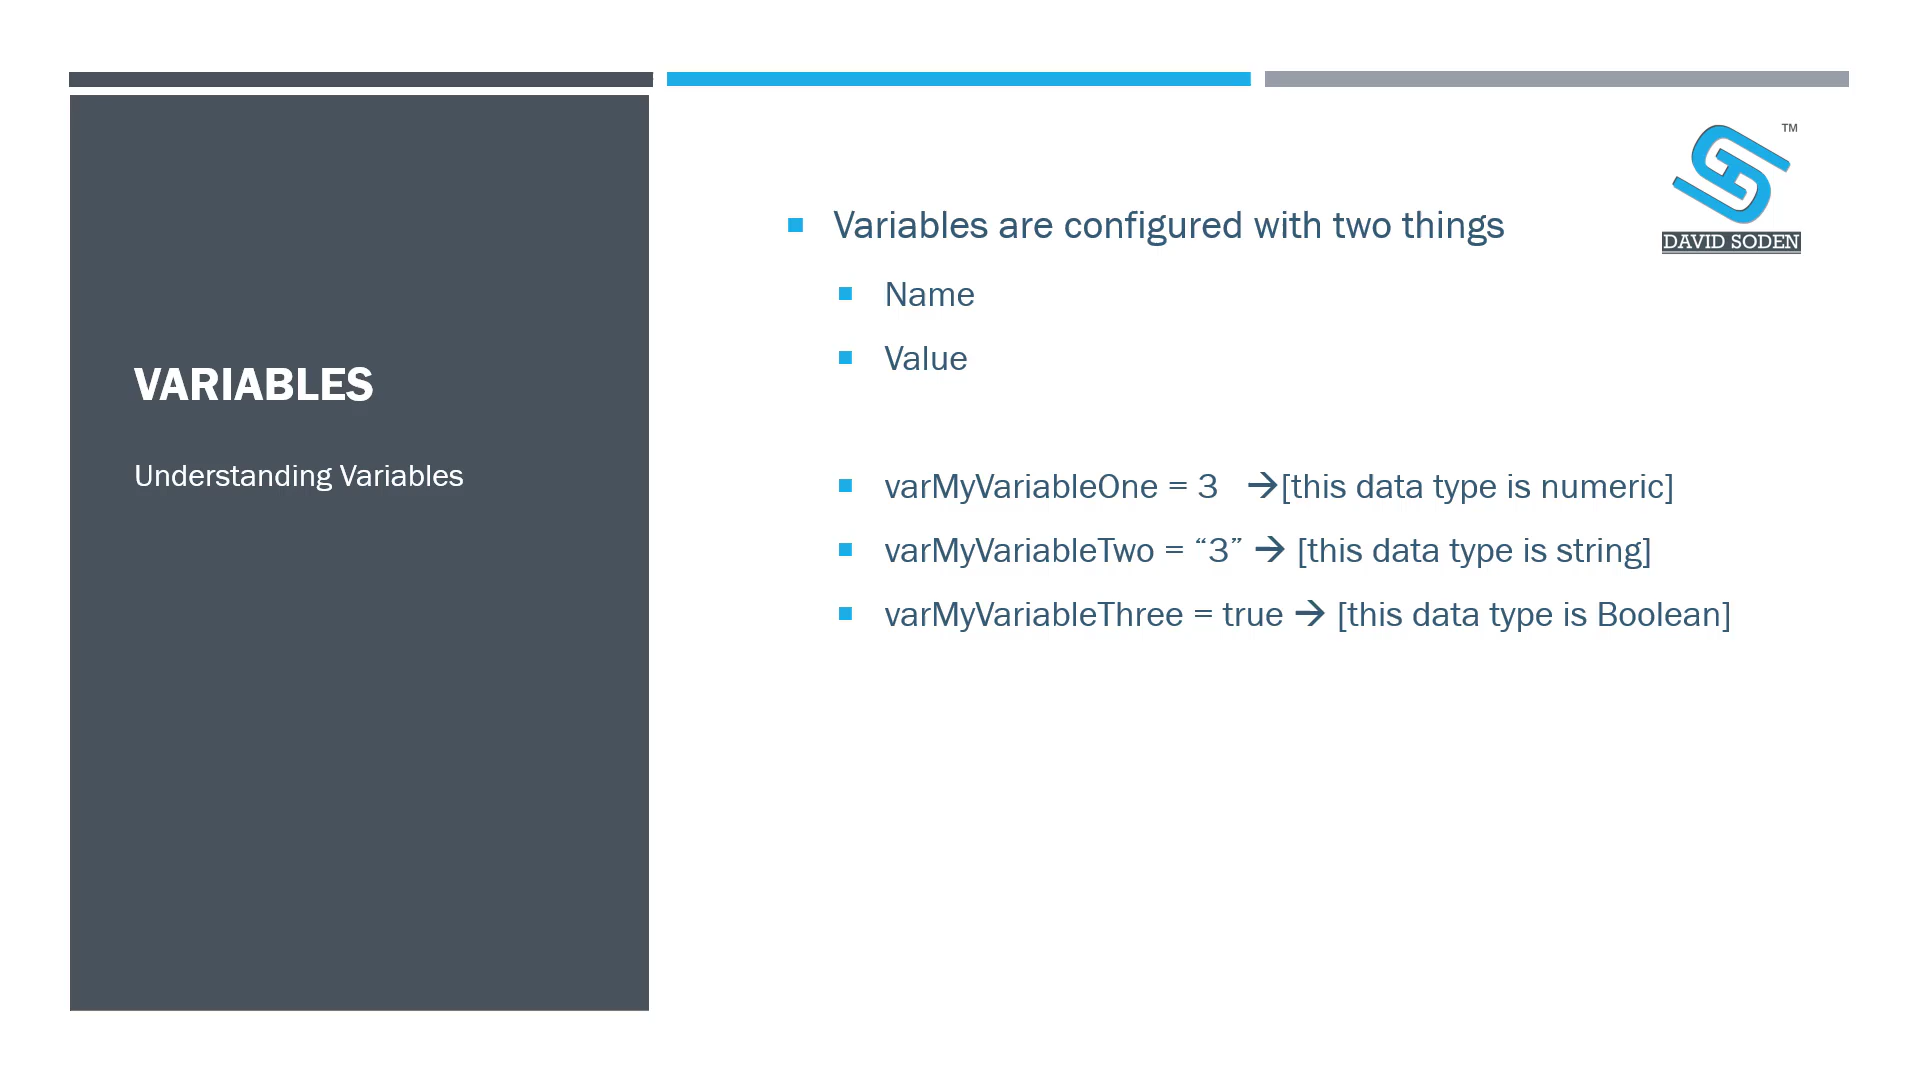 VARIABLES
Understanding Variables
TM
DAVID SODEN
Variables are configured with two things
Name
Value
varMyVariableOne = 3 →[this data type is numeric]
varMyVariableTwo = “3” → [this data type is string]
varMyVariableThree = true → [this data type is Boolean]